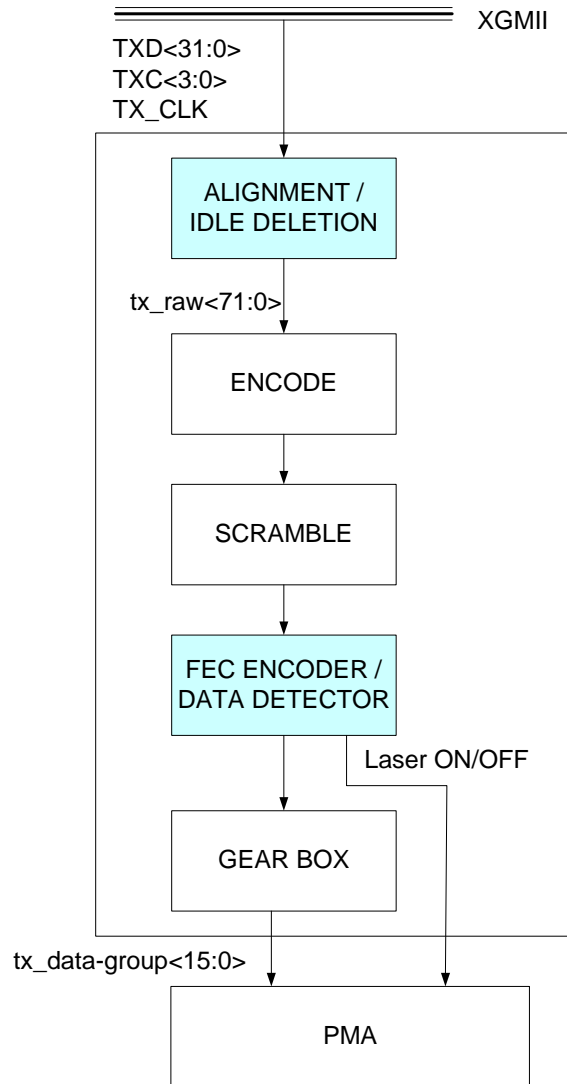 XGMII
TXD<31:0>
TXC<3:0>
TX_CLK
ALIGNMENT /
IDLE DELETION
tx_raw<71:0>
ENCODE
SCRAMBLE
FEC ENCODER /
DATA DETECTOR
Laser ON/OFF
GEAR BOX
tx_data-group<15:0>
PMA